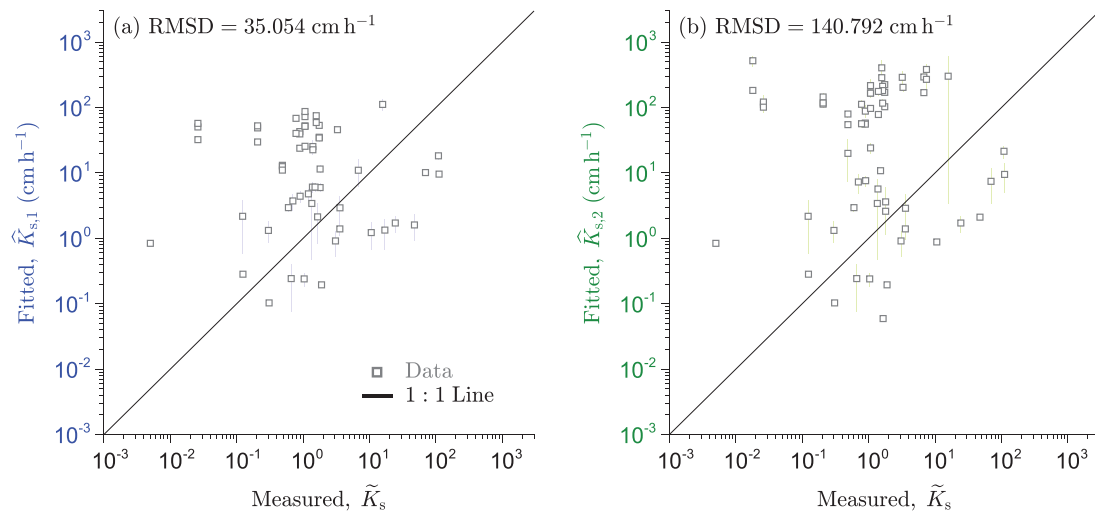 (a) RMSD = 35.054 cm h⁻¹
10³
10²
10¹
10⁰
10⁻¹
10⁻²
10⁻³
Fitted, K̂s,1 (cm h⁻¹)
Data
1 : 1 Line
10⁻³ 10⁻² 10⁻¹ 10⁰ 10¹ 10² 10³
Measured, K̃s
(b) RMSD = 140.792 cm h⁻¹
10³
10²
10¹
10⁰
10⁻¹
10⁻²
10⁻³
Fitted, K̂s,2 (cm h⁻¹)
10⁻³ 10⁻² 10⁻¹ 10⁰ 10¹ 10² 10³
Measured, K̃s